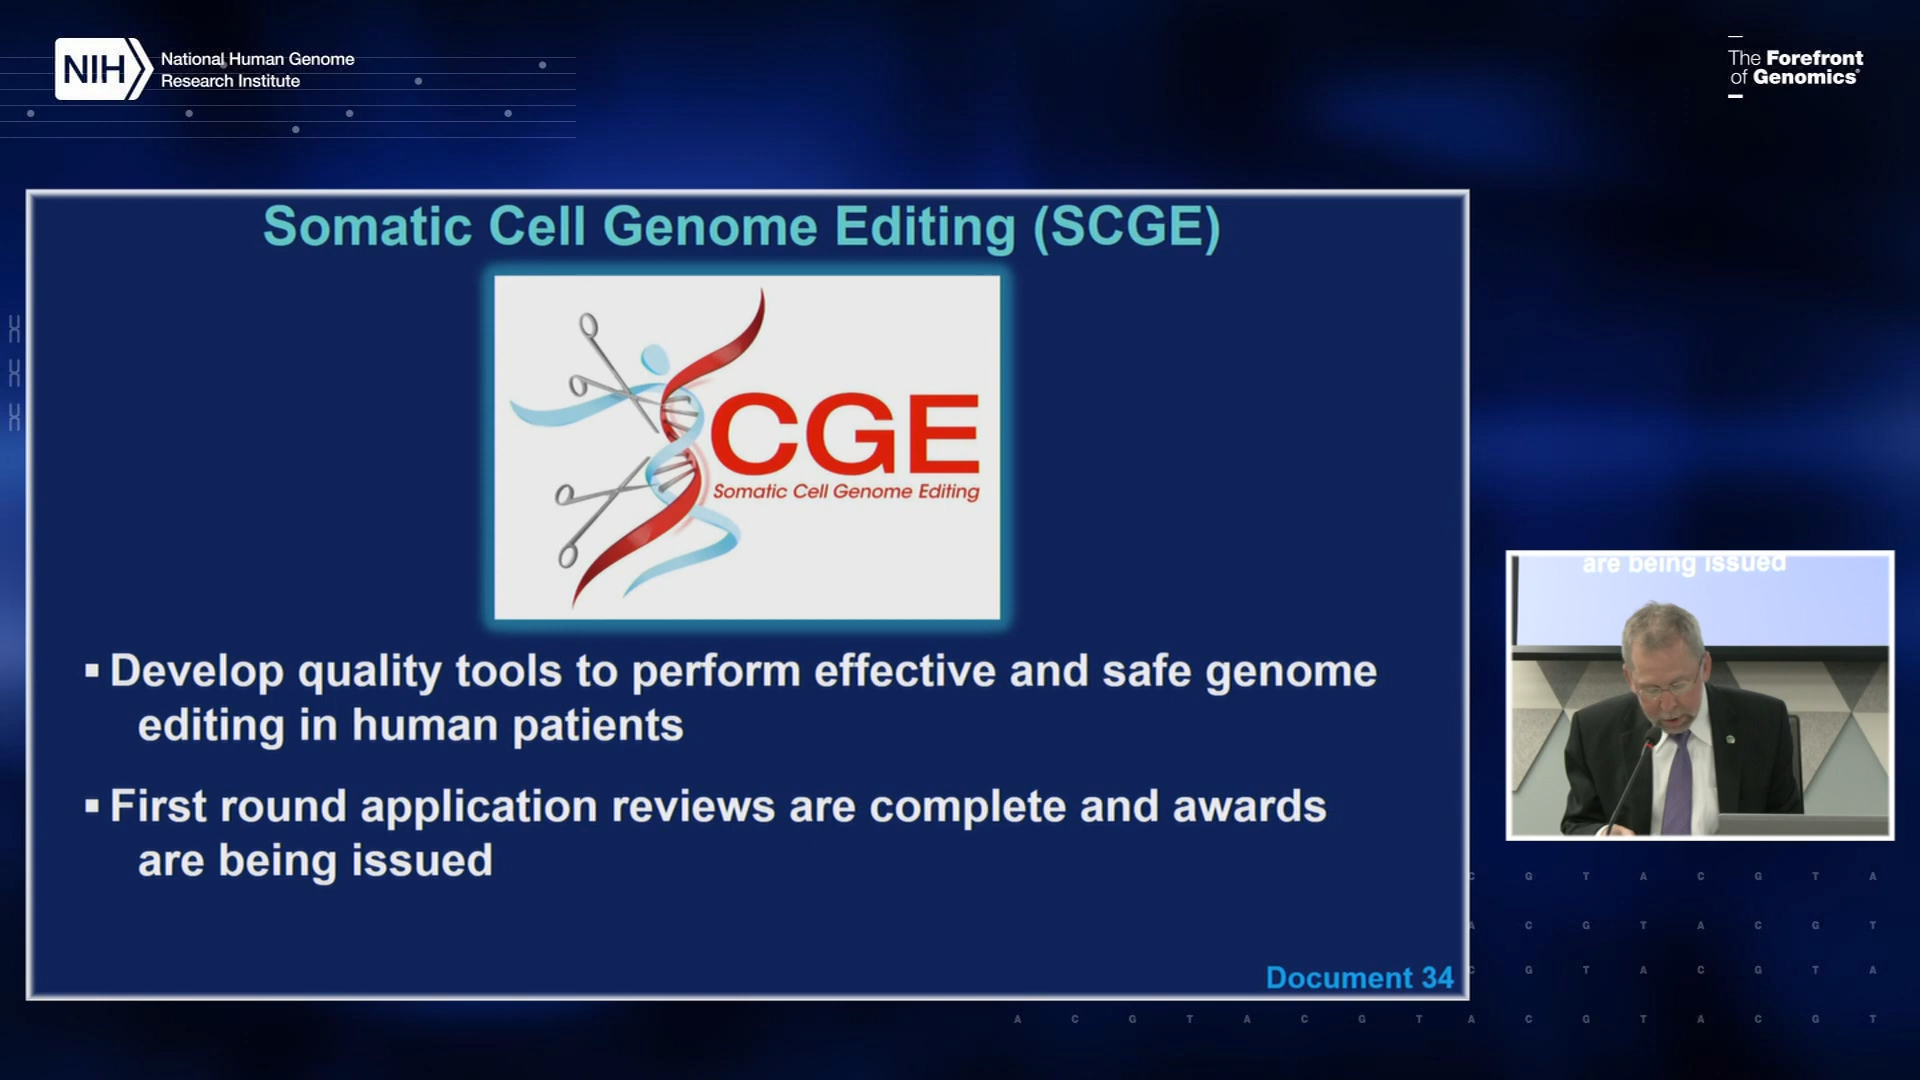 NIH
National Human Genome
Research Institute
The Forefront
of Genomics®
Somatic Cell Genome Editing (SCGE)
CGE
Somatic Cell Genome Editing
▪ Develop quality tools to perform effective and safe genome
editing in human patients
▪ First round application reviews are complete and awards
are being issued
Document 34
are being issued
C G T A C G T A
A C G T A C G T
C G T A C G T A
A C G T A C G T A C G T A C G T